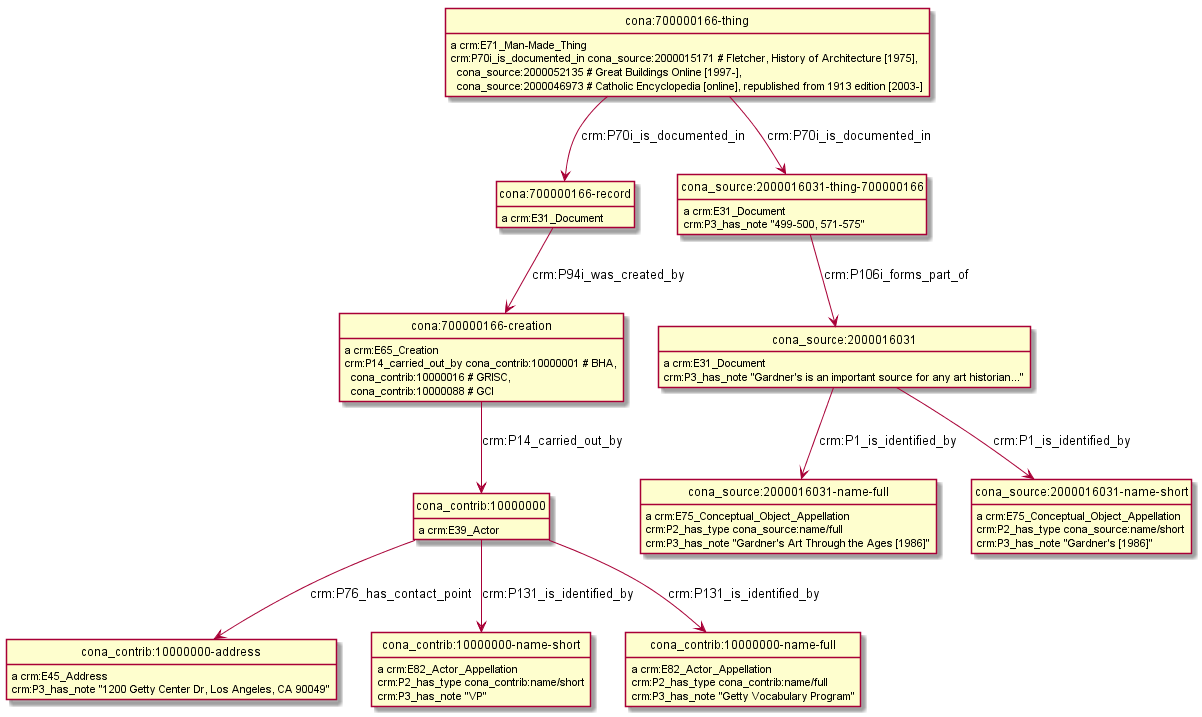 cona:700000166-thing
a crm:E71_Man-Made_Thing
crm:P70i_is_documented_in cona_source:2000015171 # Fletcher, History of Architecture [1975],
cona_source:2000052135 # Great Buildings Online [1997-],
cona_source:2000046973 # Catholic Encyclopedia [online], republished from 1913 edition [2003-]
crm:P70i_is_documented_in
crm:P70i_is_documented_in
cona:700000166-record
a crm:E31_Document
cona_source:2000016031-thing-700000166
a crm:E31_Document
crm:P3_has_note "499-500, 571-575"
crm:P94i_was_created_by
crm:P106i_forms_part_of
cona:700000166-creation
a crm:E65_Creation
crm:P14_carried_out_by cona_contrib:10000001 # BHA,
cona_contrib:10000016 # GRISC,
cona_contrib:10000088 # GCI
cona_source:2000016031
a crm:E31_Document
crm:P3_has_note "Gardner's is an important source for any art historian..."
crm:P14_carried_out_by
crm:P1_is_identified_by
crm:P1_is_identified_by
cona_contrib:10000000
a crm:E39_Actor
cona_source:2000016031-name-full
a crm:E75_Conceptual_Object_Appellation
crm:P2_has_type cona_source:name/full
crm:P3_has_note "Gardner's Art Through the Ages [1986]"
cona_source:2000016031-name-short
a crm:E75_Conceptual_Object_Appellation
crm:P2_has_type cona_source:name/short
crm:P3_has_note "Gardner's [1986]"
crm:P76_has_contact_point
crm:P131_is_identified_by
crm:P131_is_identified_by
cona_contrib:10000000-address
a crm:E45_Address
crm:P3_has_note "1200 Getty Center Dr, Los Angeles, CA 90049"
cona_contrib:10000000-name-short
a crm:E82_Actor_Appellation
crm:P2_has_type cona_contrib:name/short
crm:P3_has_note "VP"
cona_contrib:10000000-name-full
a crm:E82_Actor_Appellation
crm:P2_has_type cona_contrib:name/full
crm:P3_has_note "Getty Vocabulary Program"